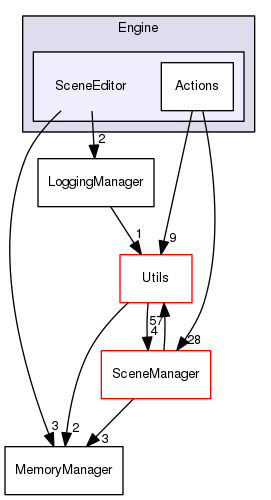 Engine
SceneEditor
Actions
2
LoggingManager
1
9
Utils
57
4
28
SceneManager
3
2
3
MemoryManager